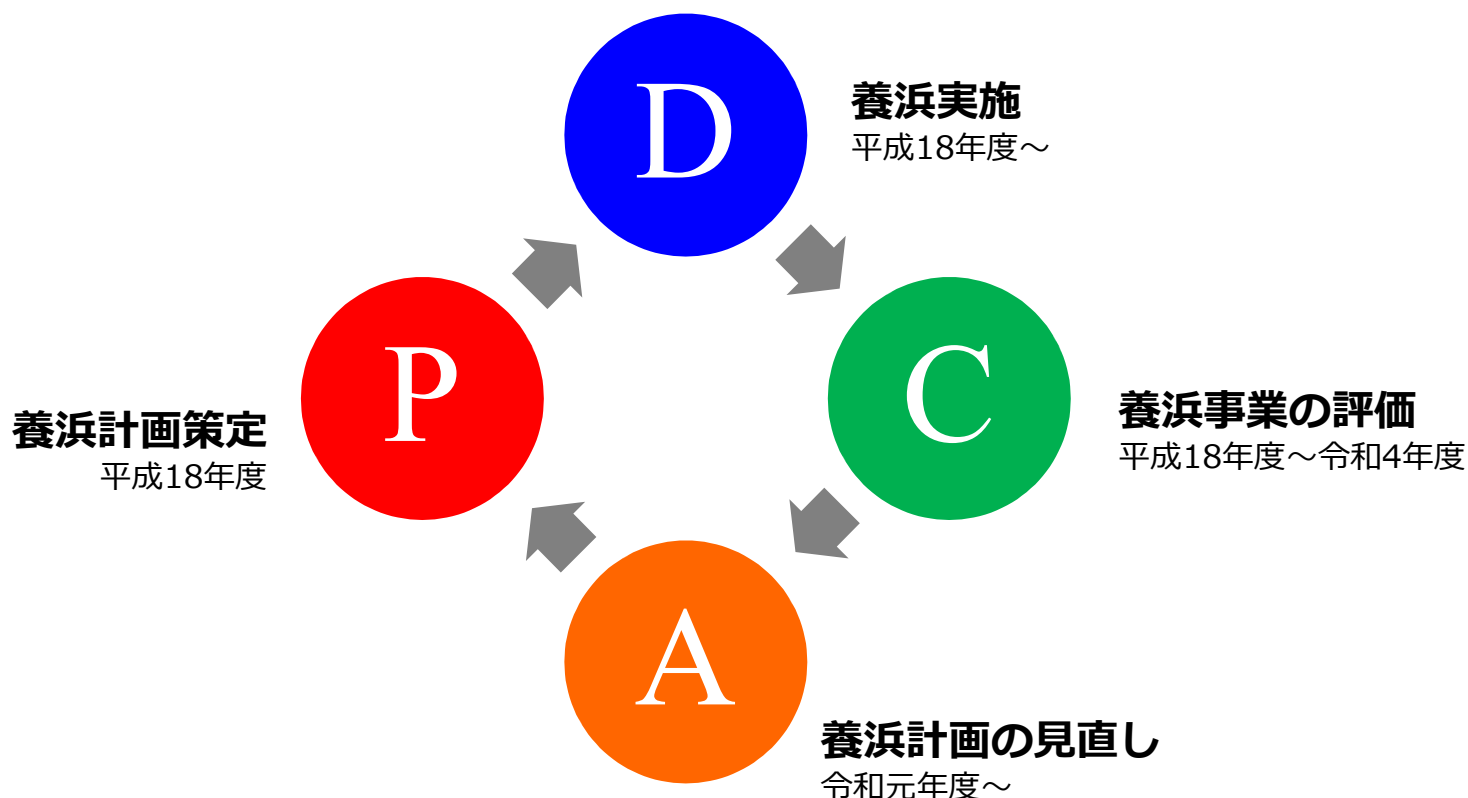 D
養浜実施
平成18年度～
P
養浜計画策定
平成18年度
C
養浜事業の評価
平成18年度～令和4年度
A
養浜計画の見直し
令和元年度～